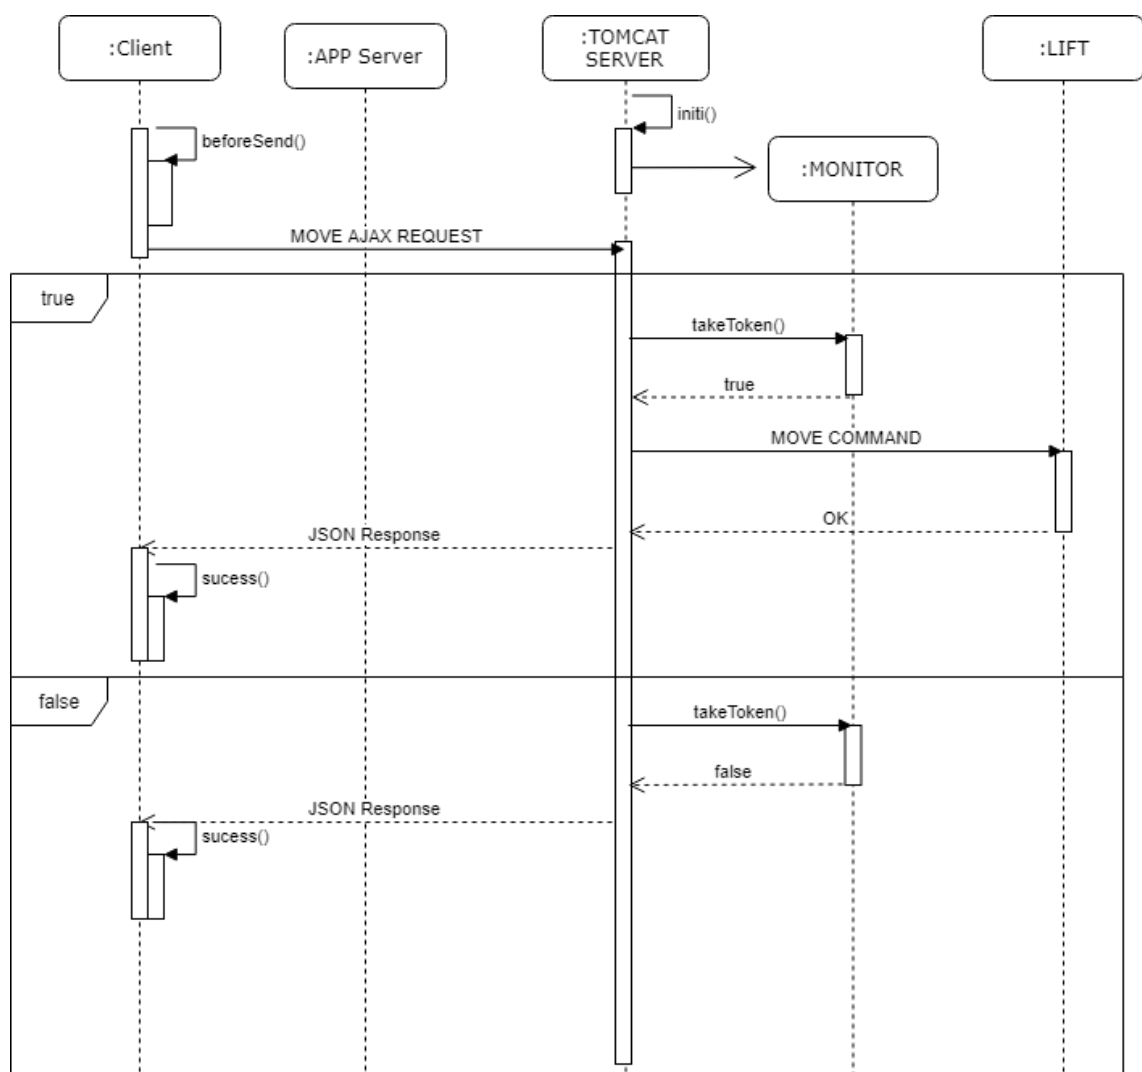 :Client
:APP Server
:TOMCAT
SERVER
:LIFT
initi()
beforeSend()
:MONITOR
MOVE AJAX REQUEST
true
takeToken()
true
MOVE COMMAND
OK
JSON Response
sucess()
false
takeToken()
false
JSON Response
sucess()